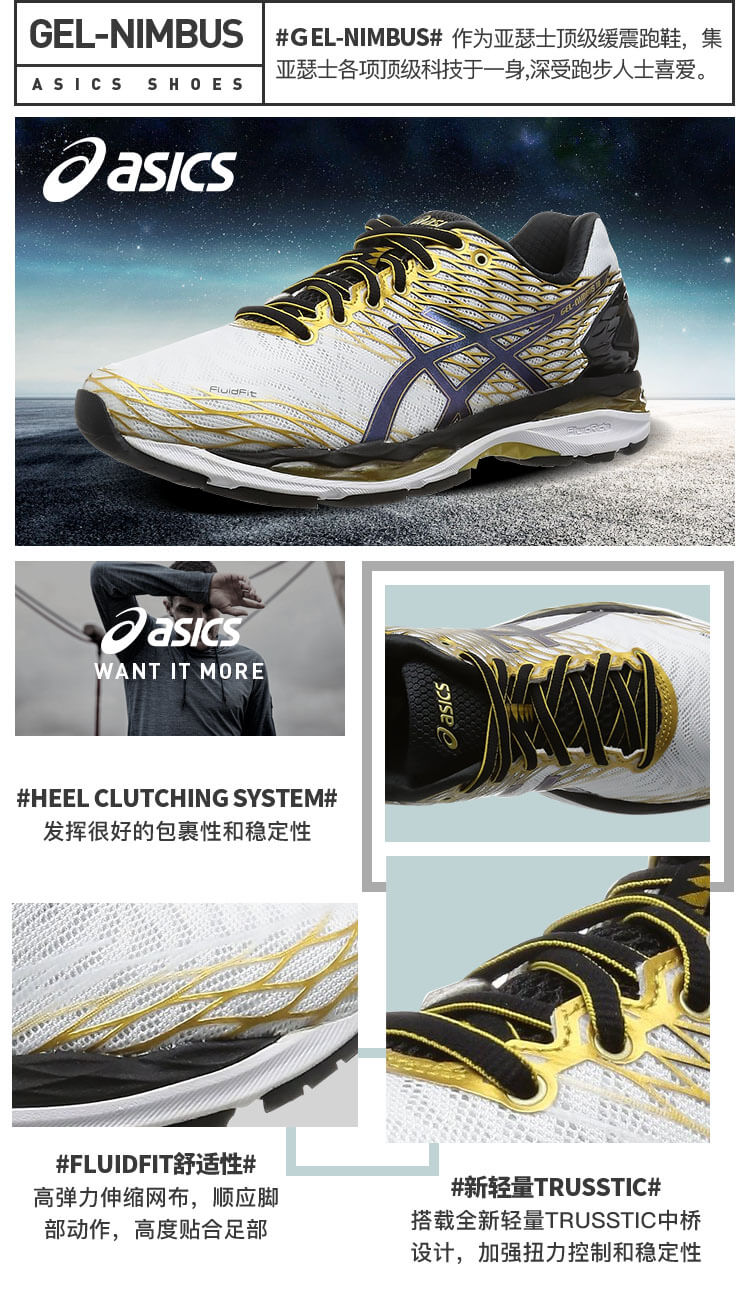 GEL-NIMBUS
ASICS SHOES
#GEL-NIMBUS# 作为亚瑟士顶级缓震跑鞋，集
亚瑟士各项顶级科技于一身,深受跑步人士喜爱。
asics
asics
GEL-NIMBUS 18
FluidFit
FluidRide
asics
WANT IT MORE
asics
#HEEL CLUTCHING SYSTEM#
发挥很好的包裹性和稳定性
#FLUIDFIT舒适性#
高弹力伸缩网布，顺应脚
部动作，高度贴合足部
#新轻量TRUSSTIC#
搭载全新轻量TRUSSTIC中桥
设计，加强扭力控制和稳定性